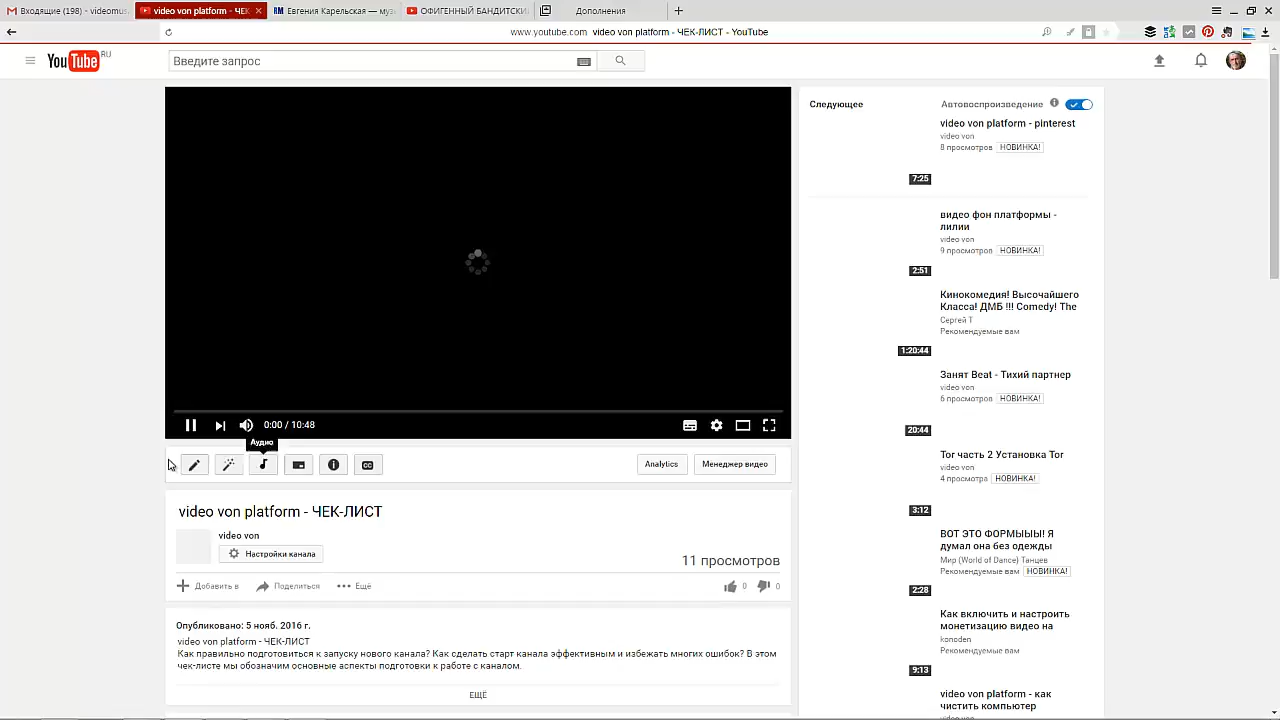 Входящие (198) - videomus
video von platform - ЧЕК-
Евгения Карельская — муз
ОФИГЕННЫЙ БАНДИТСКИ
Дополнения
www.youtube.com video von platform - ЧЕК-ЛИСТ - YouTube
YouTube RU
Введите запрос
Следующее
Автовоспроизведение
video von platform - pinterest
video von
8 просмотров НОВИНКА!
7:25
видео фон платформы -
лилии
video von
9 просмотров НОВИНКА!
2:51
Кинокомедия! Высочайшего
Класса! ДМБ !!! Comedy! The
Сергей Т
Рекомендуемые вам
1:20:44
Занят Beat - Тихий партнер
video von
6 просмотров НОВИНКА!
20:44
Tor часть 2 Установка Tor
video von
4 просмотра НОВИНКА!
3:12
ВОТ ЭТО ФОРМЫЫЫ! Я
думал она без одежды
Мир (World of Dance) Танцев
Рекомендуемые вам НОВИНКА!
2:28
Как включить и настроить
монетизацию видео на
konoden
Рекомендуемые вам
9:13
video von platform - как
чистить компьютер
video von
0:00 / 10:48
Аудио
Analytics
Менеджер видео
video von platform - ЧЕК-ЛИСТ
video von
Настройки канала
11 просмотров
Добавить в
Поделиться
Ещё
0
0
Опубликовано: 5 нояб. 2016 г.
video von platform - ЧЕК-ЛИСТ
Как правильно подготовиться к запуску нового канала? Как сделать старт канала эффективным и избежать многих ошибок? В этом
чек-листе мы обозначим основные аспекты подготовки к работе с каналом.
ЕЩЁ